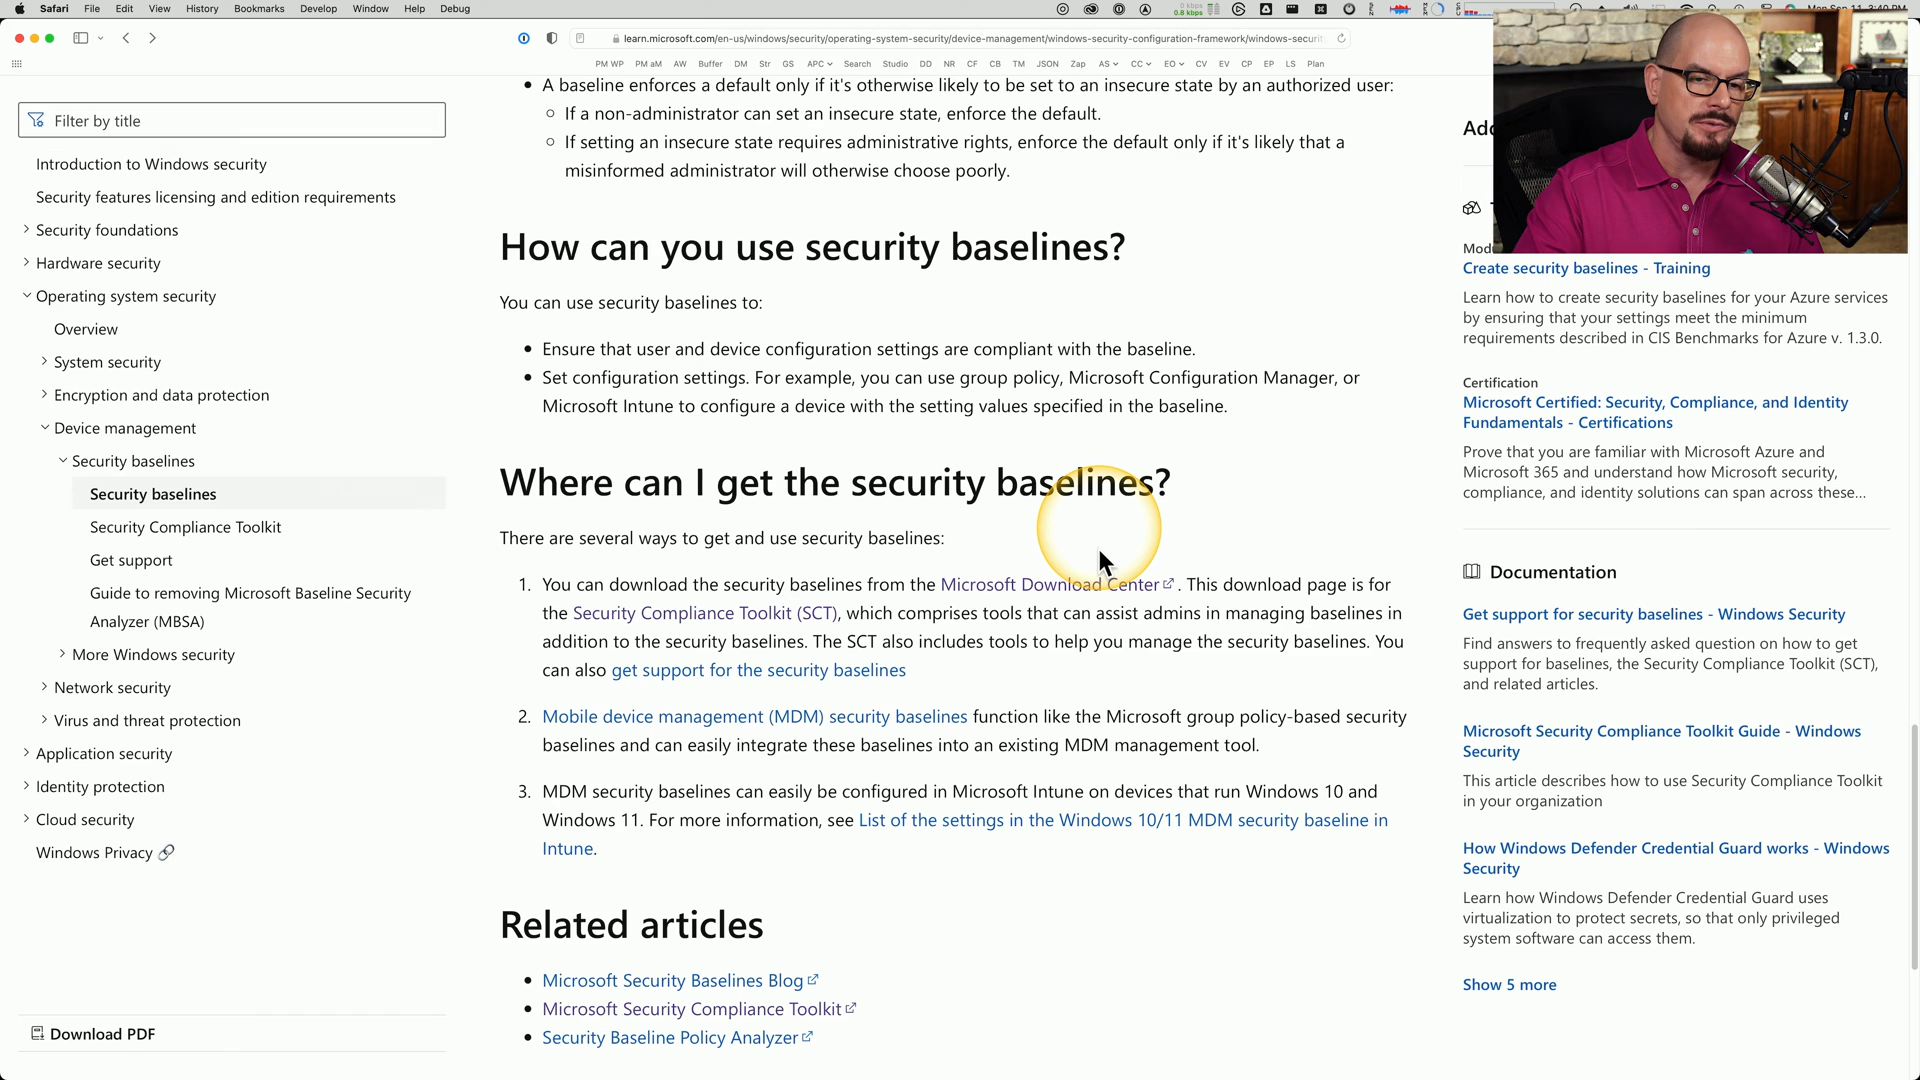 Safari File Edit View History Bookmarks Develop Window Help Debug
learn.microsoft.com/en-us/windows/security/operating-system-security/device-management/windows-security-configuration-framework/windows-securit
PM WP PM aM AW Buffer DM Str GS APC Search Studio DD NR CF CB TM JSON Zap AS CC EO CV EV CP EP LS Plan
Filter by title
Introduction to Windows security
Security features licensing and edition requirements
Security foundations
Hardware security
Operating system security
Overview
System security
Encryption and data protection
Device management
Security baselines
Security baselines
Security Compliance Toolkit
Get support
Guide to removing Microsoft Baseline Security
Analyzer (MBSA)
More Windows security
Network security
Virus and threat protection
Application security
Identity protection
Cloud security
Windows Privacy
Download PDF
• A baseline enforces a default only if it's otherwise likely to be set to an insecure state by an authorized user:
○ If a non-administrator can set an insecure state, enforce the default.
○ If setting an insecure state requires administrative rights, enforce the default only if it's likely that a
misinformed administrator will otherwise choose poorly.
How can you use security baselines?
You can use security baselines to:
• Ensure that user and device configuration settings are compliant with the baseline.
• Set configuration settings. For example, you can use group policy, Microsoft Configuration Manager, or
Microsoft Intune to configure a device with the setting values specified in the baseline.
Where can I get the security baselines?
There are several ways to get and use security baselines:
1. You can download the security baselines from the Microsoft Download Center. This download page is for
the Security Compliance Toolkit (SCT), which comprises tools that can assist admins in managing baselines in
addition to the security baselines. The SCT also includes tools to help you manage the security baselines. You
can also get support for the security baselines
2. Mobile device management (MDM) security baselines function like the Microsoft group policy-based security
baselines and can easily integrate these baselines into an existing MDM management tool.
3. MDM security baselines can easily be configured in Microsoft Intune on devices that run Windows 10 and
Windows 11. For more information, see List of the settings in the Windows 10/11 MDM security baseline in
Intune.
Related articles
• Microsoft Security Baselines Blog
• Microsoft Security Compliance Toolkit
• Security Baseline Policy Analyzer
Create security baselines - Training
Learn how to create security baselines for your Azure services
by ensuring that your settings meet the minimum
requirements described in CIS Benchmarks for Azure v. 1.3.0.
Certification
Microsoft Certified: Security, Compliance, and Identity
Fundamentals - Certifications
Prove that you are familiar with Microsoft Azure and
Microsoft 365 and understand how Microsoft security,
compliance, and identity solutions can span across these...
Documentation
Get support for security baselines - Windows Security
Find answers to frequently asked question on how to get
support for baselines, the Security Compliance Toolkit (SCT),
and related articles.
Microsoft Security Compliance Toolkit Guide - Windows
Security
This article describes how to use Security Compliance Toolkit
in your organization
How Windows Defender Credential Guard works - Windows
Security
Learn how Windows Defender Credential Guard uses
virtualization to protect secrets, so that only privileged
system software can access them.
Show 5 more